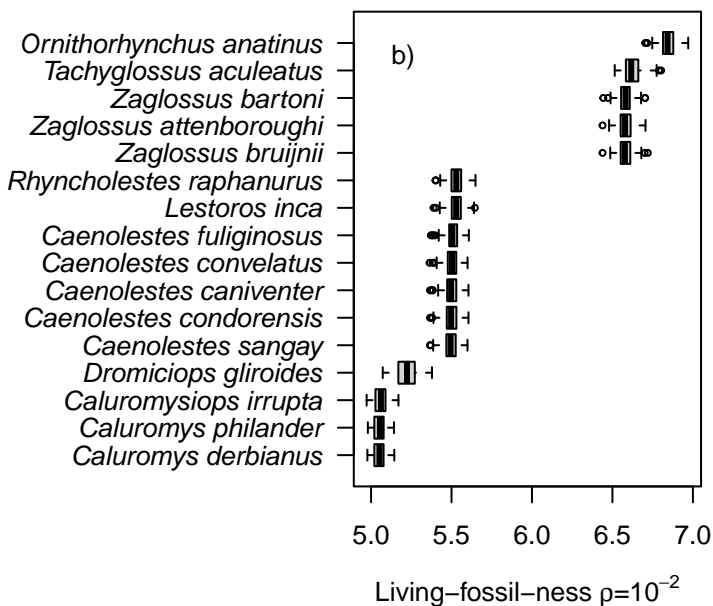 b)
Ornithorhynchus anatinus
Tachyglossus aculeatus
Zaglossus bartoni
Zaglossus attenboroughi
Zaglossus bruijnii
Rhyncholestes raphanurus
Lestoros inca
Caenolestes fuliginosus
Caenolestes convelatus
Caenolestes caniventer
Caenolestes condorensis
Caenolestes sangay
Dromiciops gliroides
Caluromysiops irrupta
Caluromys philander
Caluromys derbianus
5.0 5.5 6.0 6.5 7.0
Living−fossil−ness ρ=10⁻²